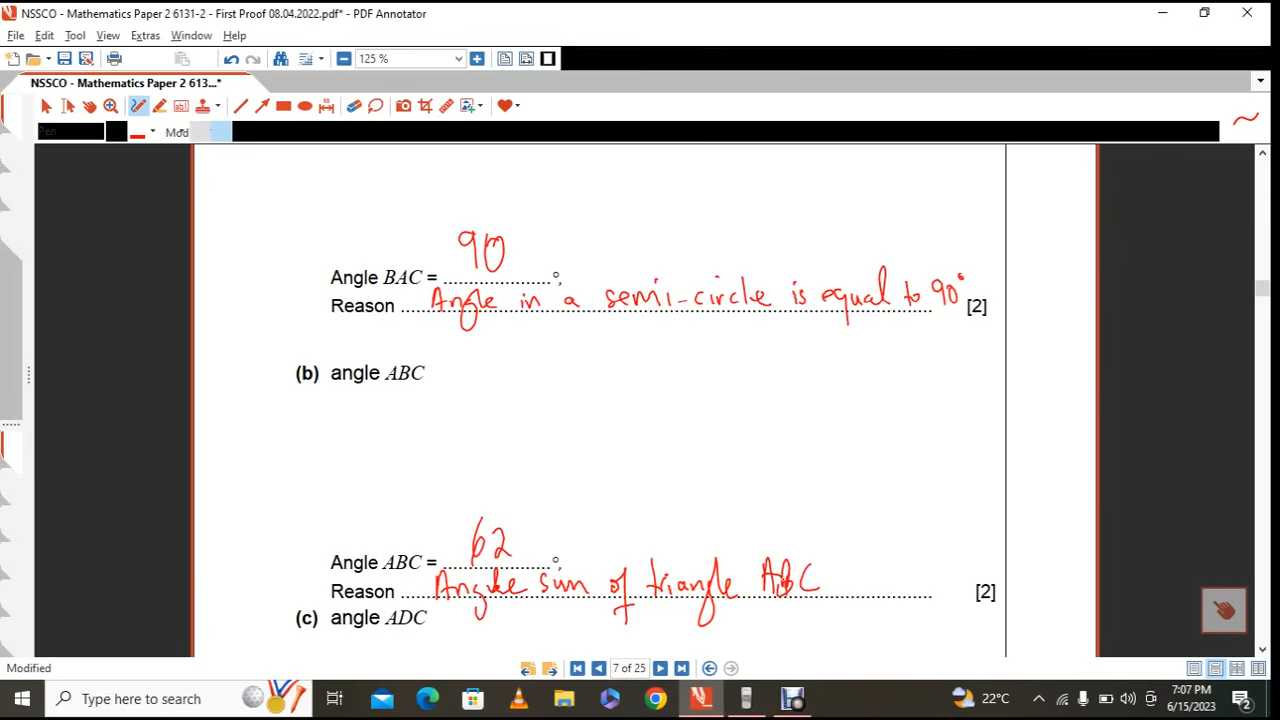 NSSCO - Mathematics Paper 2 6131-2 - First Proof 08.04.2022.pdf* - PDF Annotator
File Edit Tool View Extras Window Help
125 %
NSSCO - Mathematics Paper 2 613...*
Pen Mod
90
Angle BAC = ....................°,
Reason Angle in a semi-circle is equal to 90° [2]
(b) angle ABC
62
Angle ABC = ....................°,
Reason Angle sum of triangle ABC [2]
(c) angle ADC
Modified 7 of 25
Type here to search 22°C 7:07 PM
6/15/2023 2